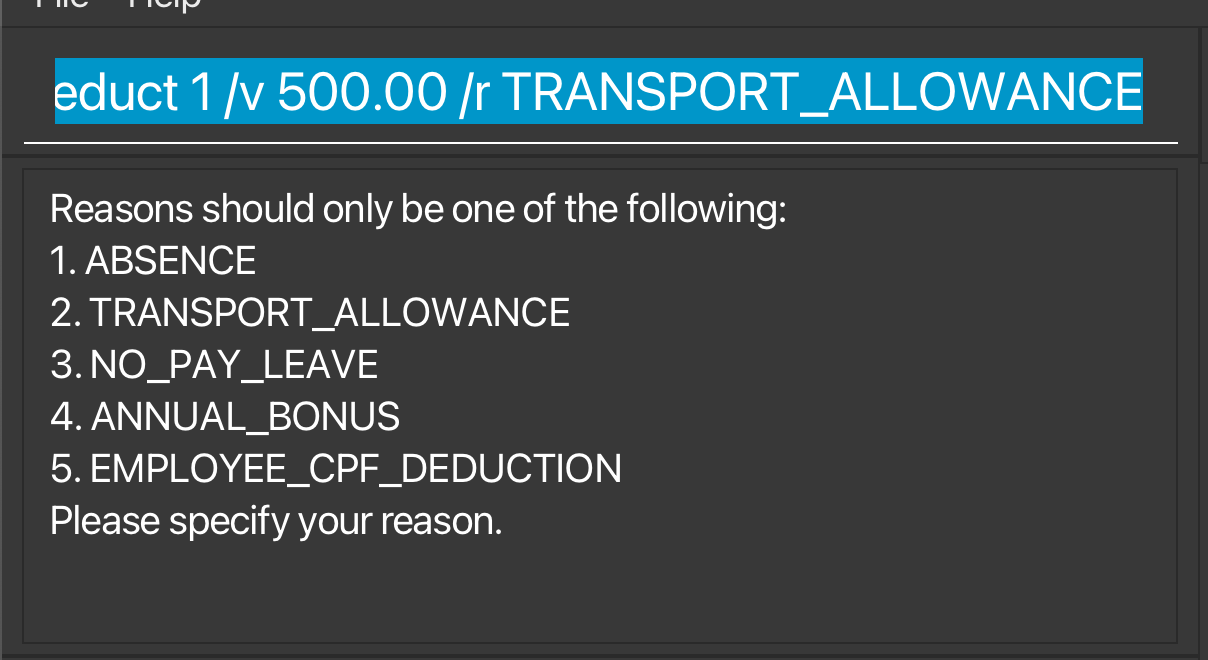 File Help
educt 1 /v 500.00 /r TRANSPORT_ALLOWANCE
Reasons should only be one of the following:
1. ABSENCE
2. TRANSPORT_ALLOWANCE
3. NO_PAY_LEAVE
4. ANNUAL_BONUS
5. EMPLOYEE_CPF_DEDUCTION
Please specify your reason.